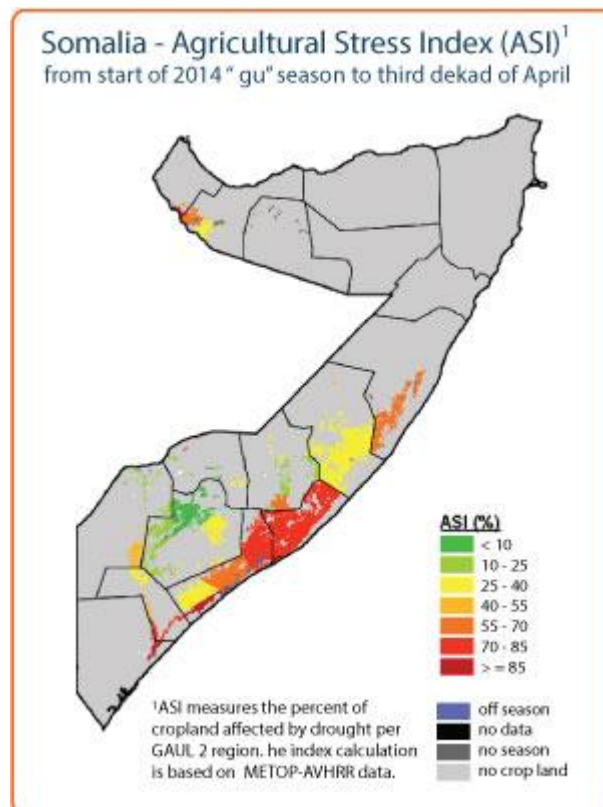 Somalia - Agricultural Stress Index (ASI)¹
from start of 2014 “ gu” season to third dekad of April
ASI (%)
< 10
10 - 25
25 - 40
40 - 55
55 - 70
70 - 85
> = 85
¹ASI measures the percent of
cropland affected by drought per
GAUL 2 region. he index calculation
is based on METOP-AVHRR data.
off season
no data
no season
no crop land